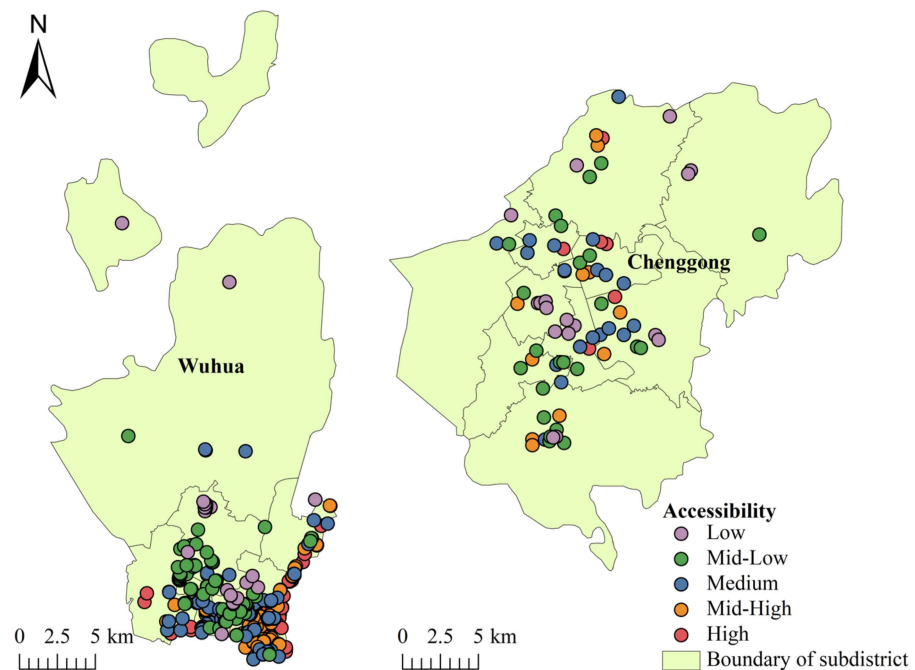 N
Wuhua
Chenggong
Accessibility
Low
Mid-Low
Medium
Mid-High
High
Boundary of subdistrict
0 2.5 5 km
0 2.5 5 km